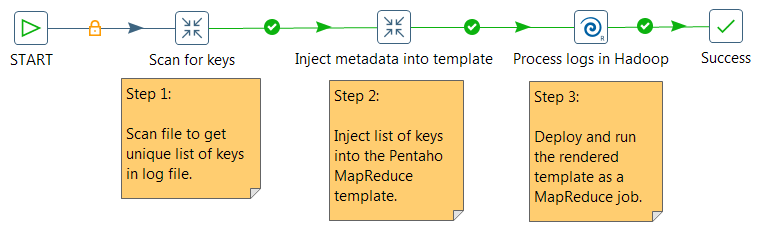 START
Scan for keys
Inject metadata into template
R
Process logs in Hadoop
Success
Step 1:
Scan file to get
unique list of keys
in log file.
Step 2:
Inject list of keys
into the Pentaho
MapReduce
template.
Step 3:
Deploy and run
the rendered
template as a
MapReduce job.